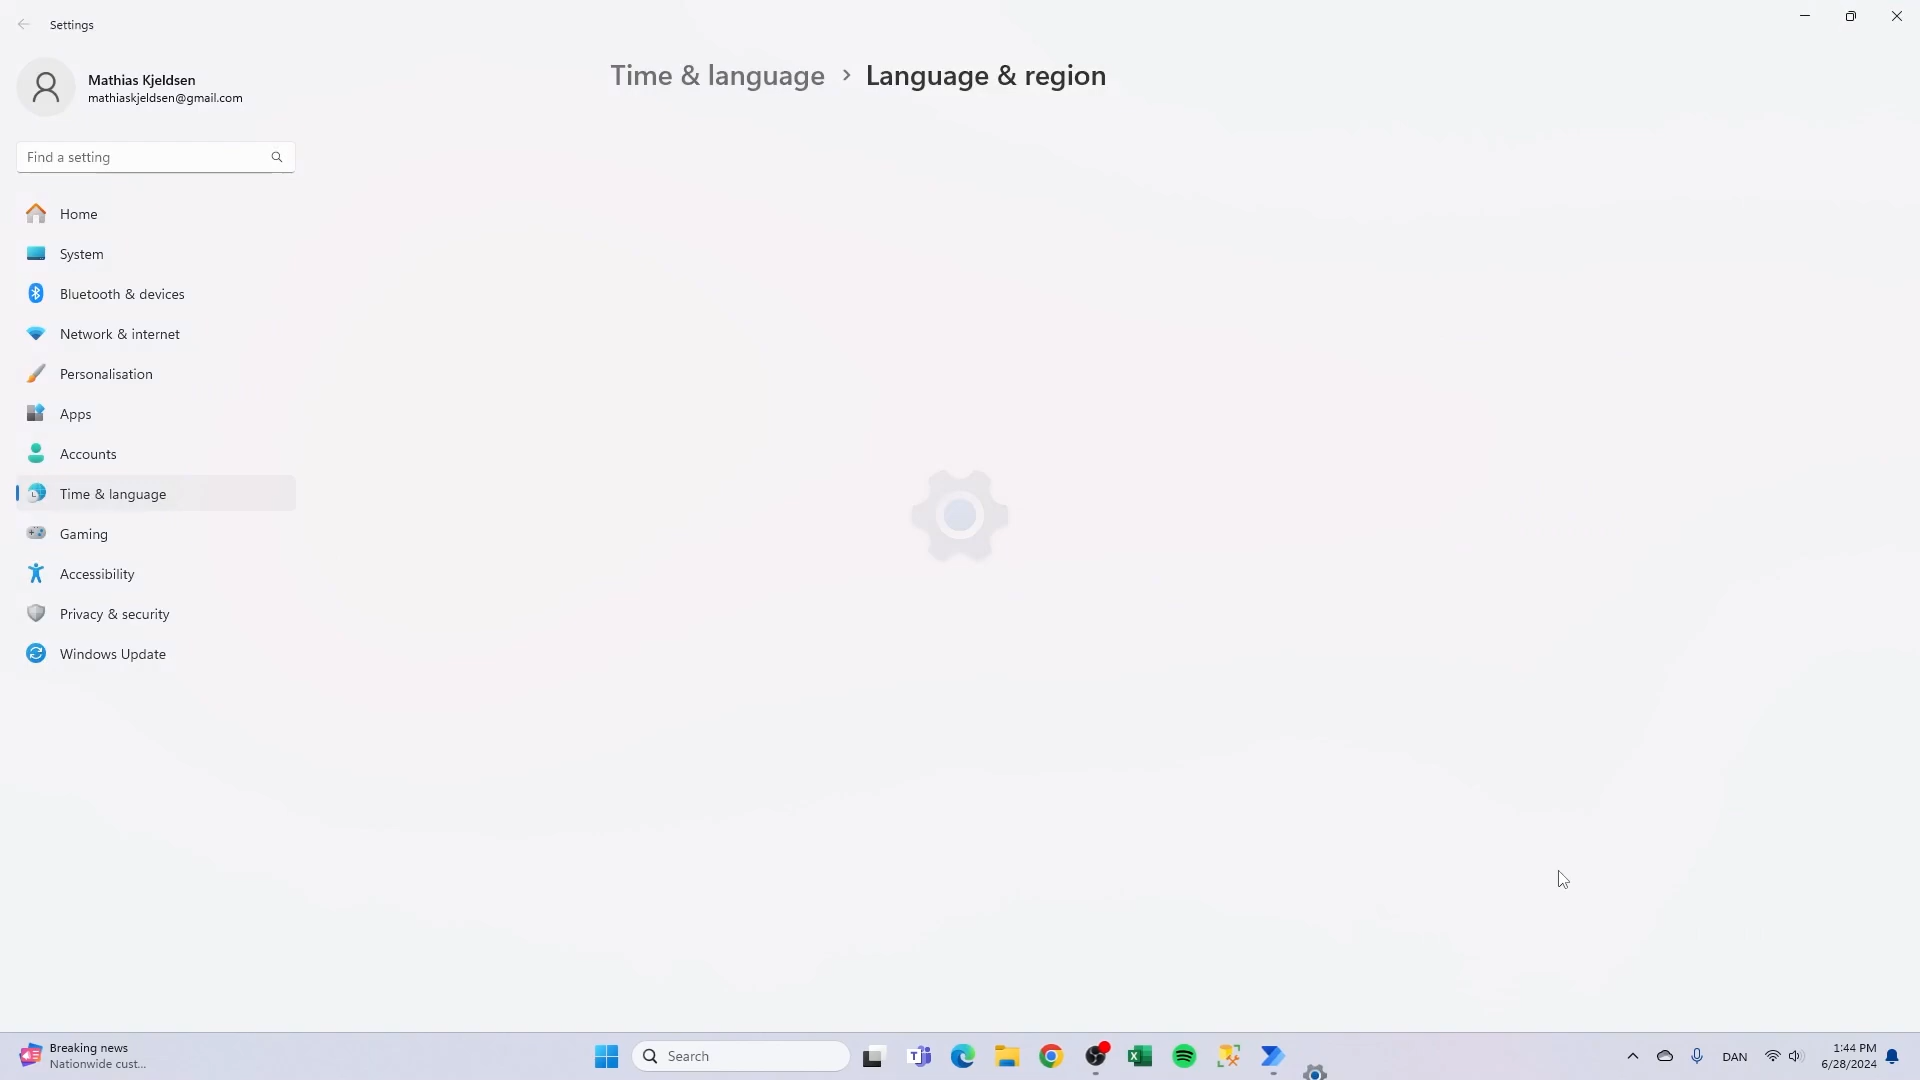 Settings
Mathias Kjeldsen
mathiaskjeldsen@gmail.com
Find a setting
Home
System
Bluetooth & devices
Network & internet
Personalisation
Apps
Accounts
Time & language
Gaming
Accessibility
Privacy & security
Windows Update
Time & language > Language & region
Breaking news
Nationwide cust...
Search
DAN
1:44 PM
6/28/2024